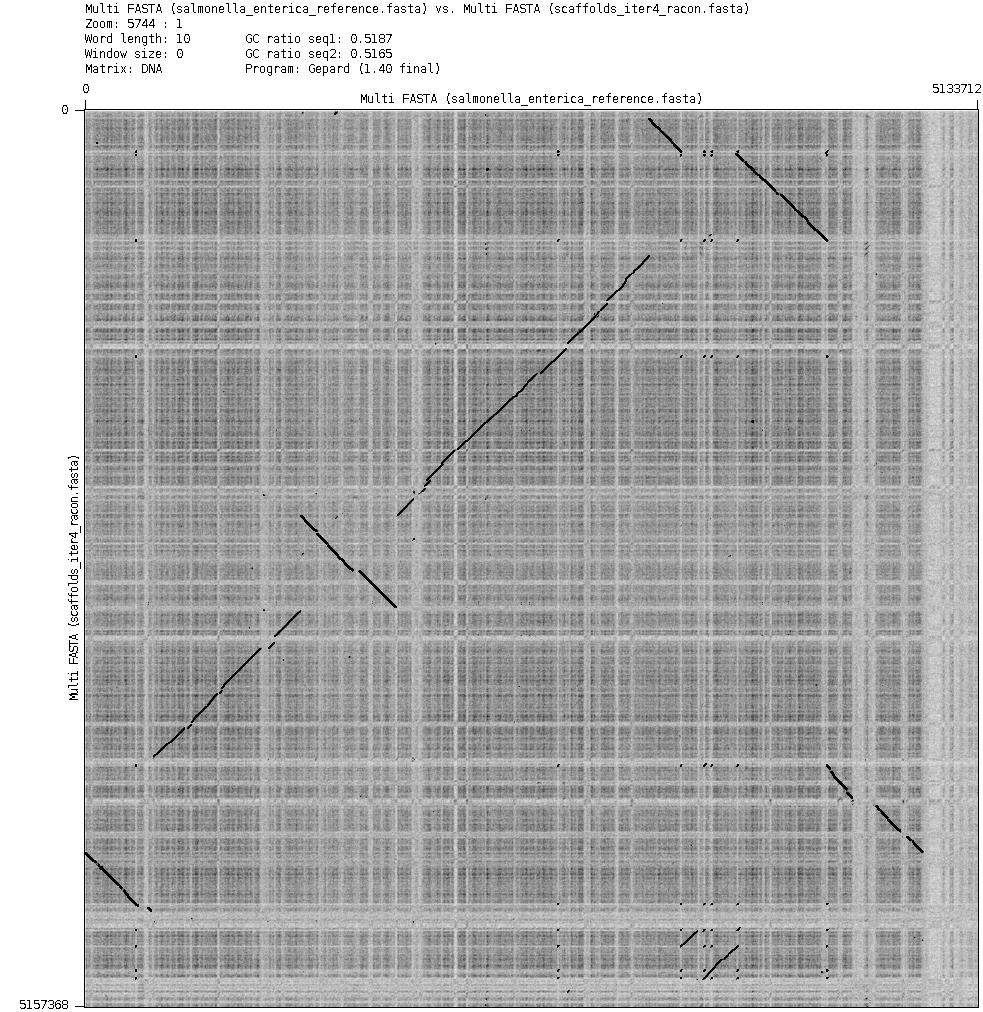 Multi FASTA (salmonella_enterica_reference.fasta) vs. Multi FASTA (scaffolds_iter4_racon.fasta)
Zoom: 5744 : 1
Word length: 10 GC ratio seq1: 0.5187
Window size: 0 GC ratio seq2: 0.5165
Matrix: DNA Program: Gepard (1.40 final)
0 5133712
Multi FASTA (salmonella_enterica_reference.fasta)
0
Multi FASTA (scaffolds_iter4_racon.fasta)
5157368